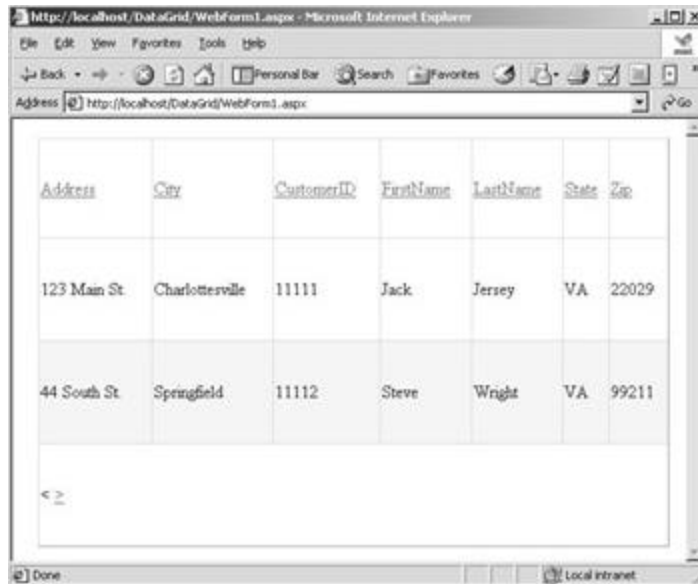 http://localhost/DataGrid/WebForm1.aspx - Microsoft Internet Explorer
File Edit View Favorites Tools Help
Back Personal Bar Search Favorites
Address http://localhost/DataGrid/WebForm1.aspx Go
Address City CustomerID FirstName LastName State Zip
123 Main St. Charlottesville 11111 Jack Jersey VA 22029
44 South St. Springfield 11112 Steve Wright VA 99211
< >
Done Local intranet